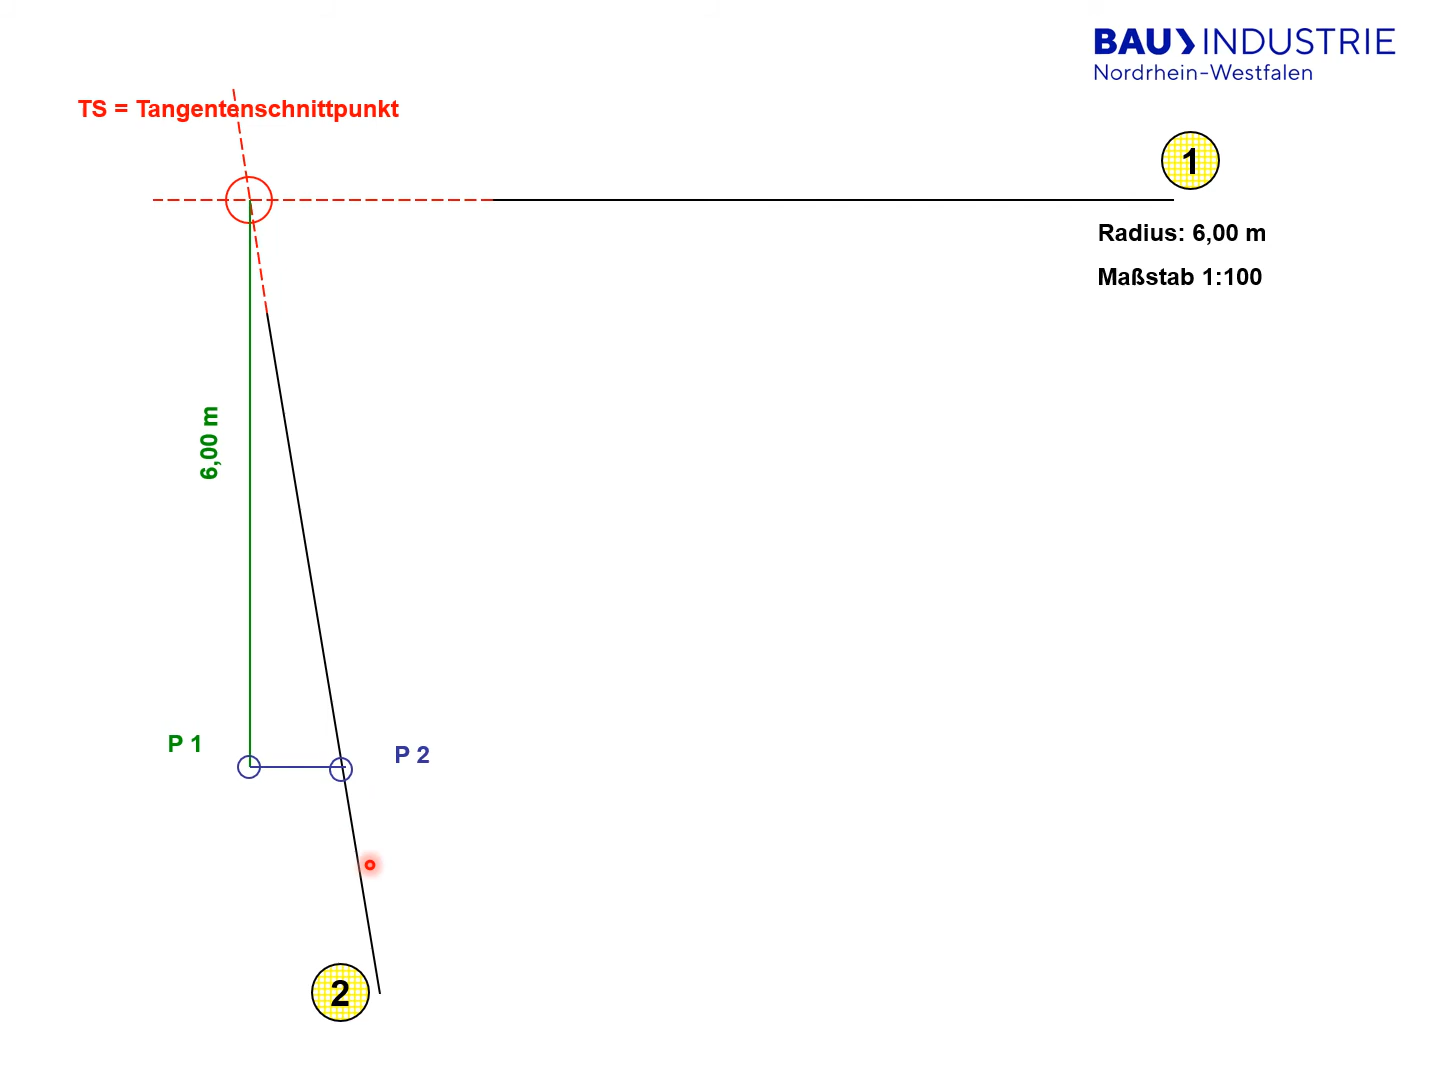 BAU INDUSTRIE
Nordrhein-Westfalen
TS = Tangentenschnittpunkt
1
Radius: 6,00 m
Maßstab 1:100
6,00 m
P 1
P 2
2